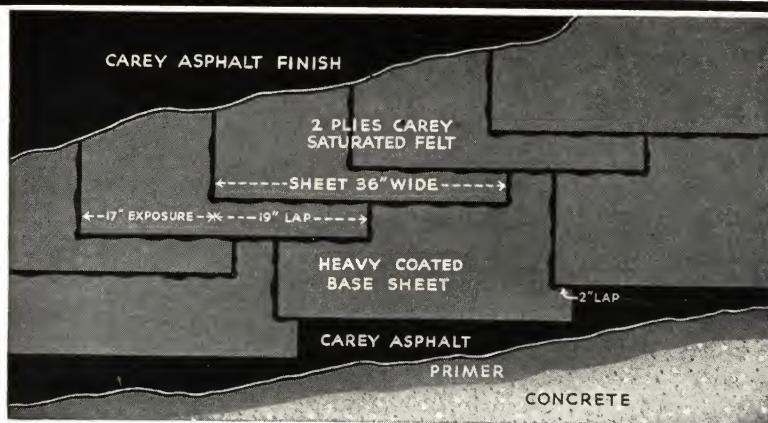 CAREY ASPHALT FINISH
2 PLIES CAREY
SATURATED FELT
SHEET 36" WIDE
17" EXPOSURE
19" LAP
HEAVY COATED
BASE SHEET
2" LAP
CAREY ASPHALT
PRIMER
CONCRETE